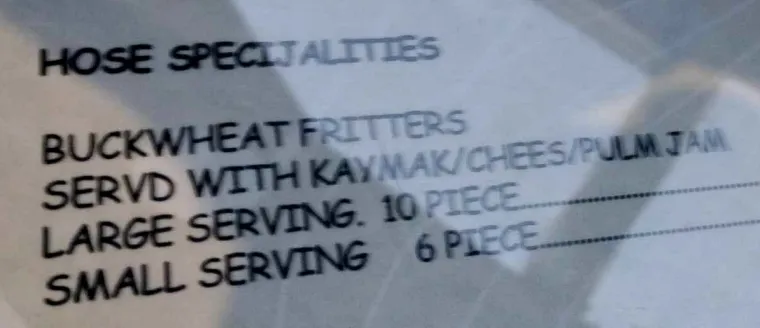 HOSE SPECIJALITIES
BUCKWHEAT FRITTERS
SERVD WITH KAYMAK/CHEES/PULM JAM
LARGE SERVING. 10 PIECE....................
SMALL SERVING 6 PIECE....................